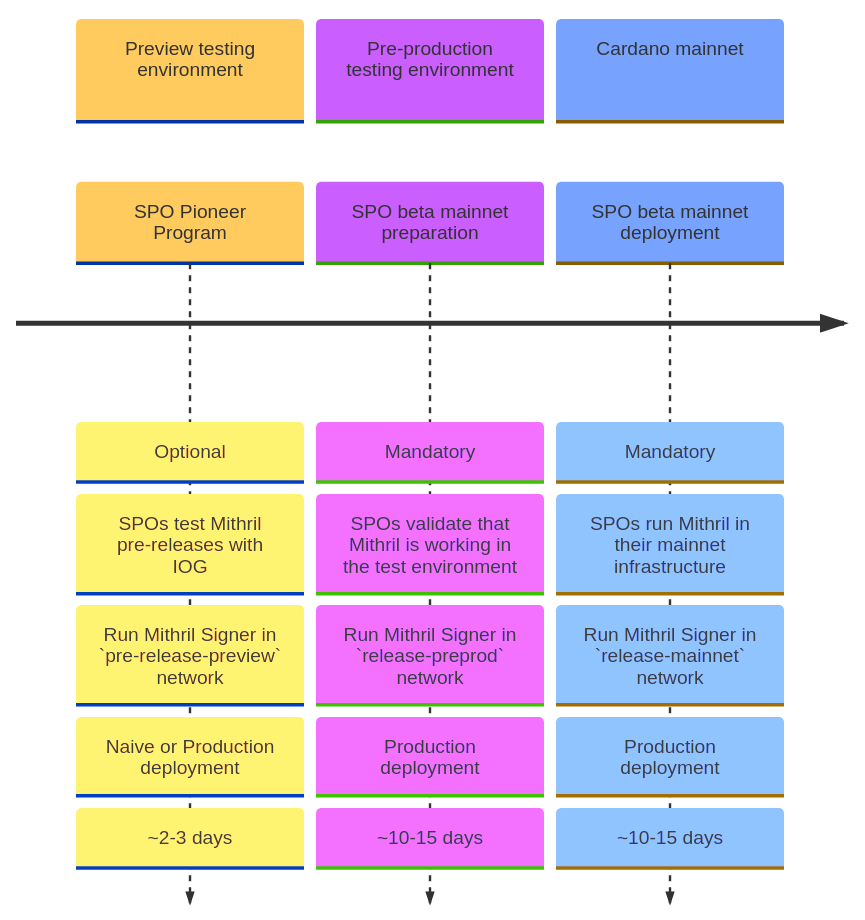 Preview testing
environment
Pre-production
testing environment
Cardano mainnet
SPO Pioneer
Program
SPO beta mainnet
preparation
SPO beta mainnet
deployment
Optional
Mandatory
Mandatory
SPOs test Mithril
pre-releases with
IOG
SPOs validate that
Mithril is working in
the test environment
SPOs run Mithril in
their mainnet
infrastructure
Run Mithril Signer in
`pre-release-preview`
network
Run Mithril Signer in
`release-preprod`
network
Run Mithril Signer in
`release-mainnet`
network
Naive or Production
deployment
Production
deployment
Production
deployment
~2-3 days
~10-15 days
~10-15 days